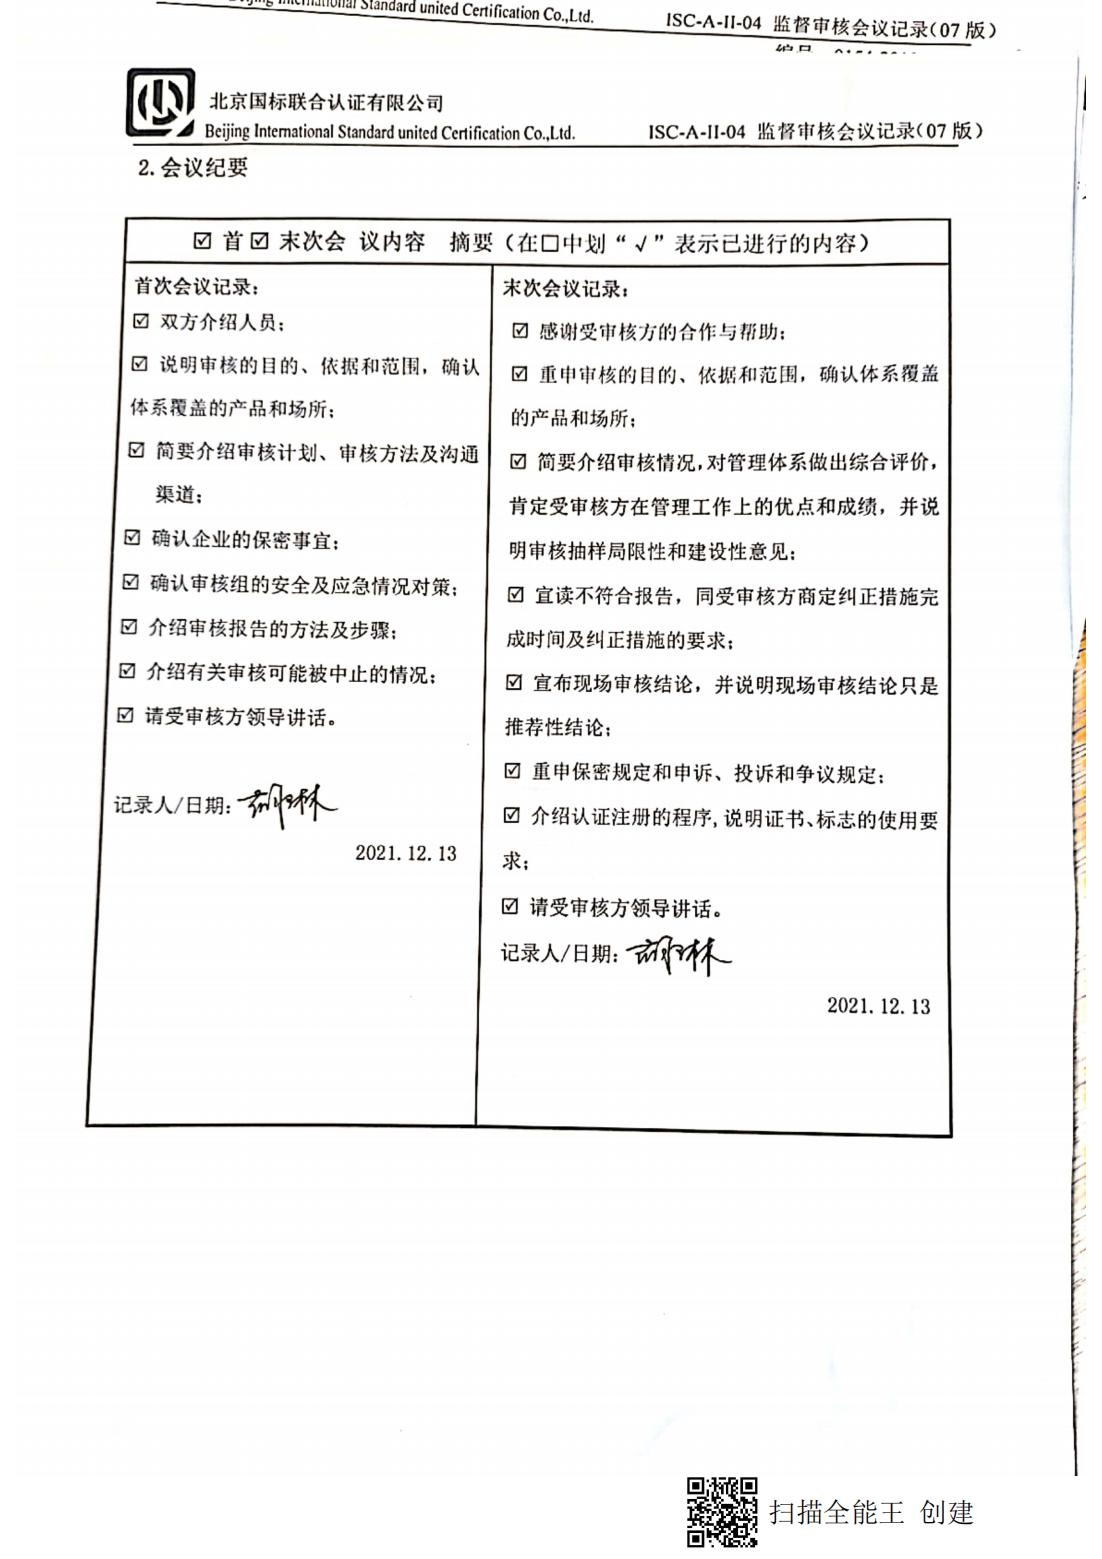 Standard united Certification Co.,Ltd.
ISC-A-II-04 监督审核会议记录(07 版)
北京国标联合认证有限公司
Beijing International Standard united Certification Co.,Ltd.
ISC-A-II-04 监督审核会议记录(07 版)
2.会议纪要
☑ 首 ☑ 末次会 议内容 摘要（在□中划“√”表示已进行的内容）
首次会议记录：
☑ 双方介绍人员；
☑ 说明审核的目的、依据和范围，确认
体系覆盖的产品和场所；
☑ 简要介绍审核计划、审核方法及沟通
渠道；
☑ 确认企业的保密事宜；
☑ 确认审核组的安全及应急情况对策；
☑ 介绍审核报告的方法及步骤；
☑ 介绍有关审核可能被中止的情况；
☑ 请受审核方领导讲话。
记录人/日期：
2021.12.13
末次会议记录：
☑ 感谢受审核方的合作与帮助；
☑ 重申审核的目的、依据和范围，确认体系覆盖
的产品和场所；
☑ 简要介绍审核情况，对管理体系做出综合评价，
肯定受审核方在管理工作上的优点和成绩，并说
明审核抽样局限性和建设性意见；
☑ 宣读不符合报告，同受审核方商定纠正措施完
成时间及纠正措施的要求；
☑ 宣布现场审核结论，并说明现场审核结论只是
推荐性结论；
☑ 重申保密规定和申诉、投诉和争议规定；
☑ 介绍认证注册的程序，说明证书、标志的使用要
求；
☑ 请受审核方领导讲话。
记录人/日期：
2021.12.13
扫描全能王 创建